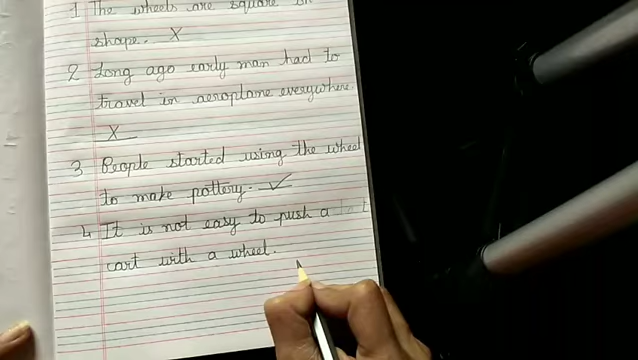 1 The wheels are square in
shape. X
2 Long ago early man had to
travel in aeroplane everywhere.
X
3 People started using the wheel
to make pottery. ✓
4 It is not easy to push a
cart with a wheel.